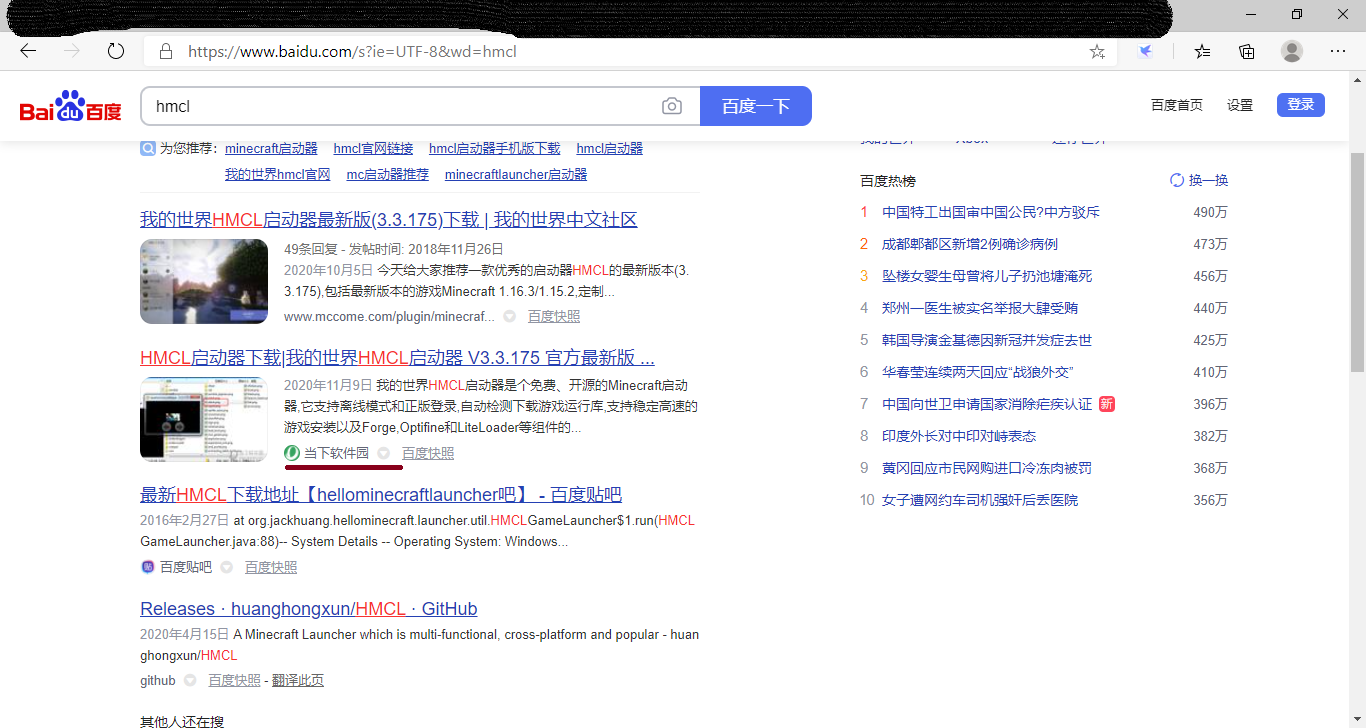 https://www.baidu.com/s?ie=UTF-8&wd=hmcl
Bai du 百度
hmcl
百度一下
百度首页
设置
登录
为您推荐: minecraft启动器 hmcl官网链接 hmcl启动器手机版下载 hmcl启动器
我的世界hmcl官网 mc启动器推荐 minecraftlauncher启动器
我的世界HMCL启动器最新版(3.3.175)下载 | 我的世界中文社区
49条回复 - 发帖时间: 2018年11月26日
2020年10月5日 今天给大家推荐一款优秀的启动器HMCL的最新版本(3.
3.175),包括最新版本的游戏Minecraft 1.16.3/1.15.2,定制...
www.mccome.com/plugin/minecraf... 百度快照
HMCL启动器下载|我的世界HMCL启动器 V3.3.175 官方最新版 ...
2020年11月9日 我的世界HMCL启动器是个免费、开源的Minecraft启动
器,它支持离线模式和正版登录,自动检测下载游戏运行库,支持稳定高速的
游戏安装以及Forge,Optifine和LiteLoader等组件的...
当下软件园 百度快照
最新HMCL下载地址【hellominecraftlauncher吧】 - 百度贴吧
2016年2月27日 at org.jackhuang.hellominecraft.launcher.util.HMCLGameLauncher$1.run(HMCL
GameLauncher.java:88)-- System Details -- Operating System: Windows...
贴 百度贴吧 百度快照
Releases · huanghongxun/HMCL · GitHub
2020年4月15日 A Minecraft Launcher which is multi-functional, cross-platform and popular - huan
ghongxun/HMCL
github 百度快照 - 翻译此页
其他人还在搜
我的世界 Xbox
百度热榜 换一换
1 中国特工出国审中国公民?中方驳斥 490万
2 成都郫都区新增2例确诊病例 473万
3 坠楼女婴生母曾将儿子扔池塘淹死 456万
4 郑州一医生被实名举报大肆受贿 440万
5 韩国导演金基德因新冠并发症去世 425万
6 华春莹连续两天回应“战狼外交” 410万
7 中国向世卫申请国家消除疟疾认证 新 396万
8 印度外长对中印对峙表态 382万
9 黄冈回应市民网购进口冷冻肉被罚 368万
10 女子遭网约车司机强奸后丢医院 356万